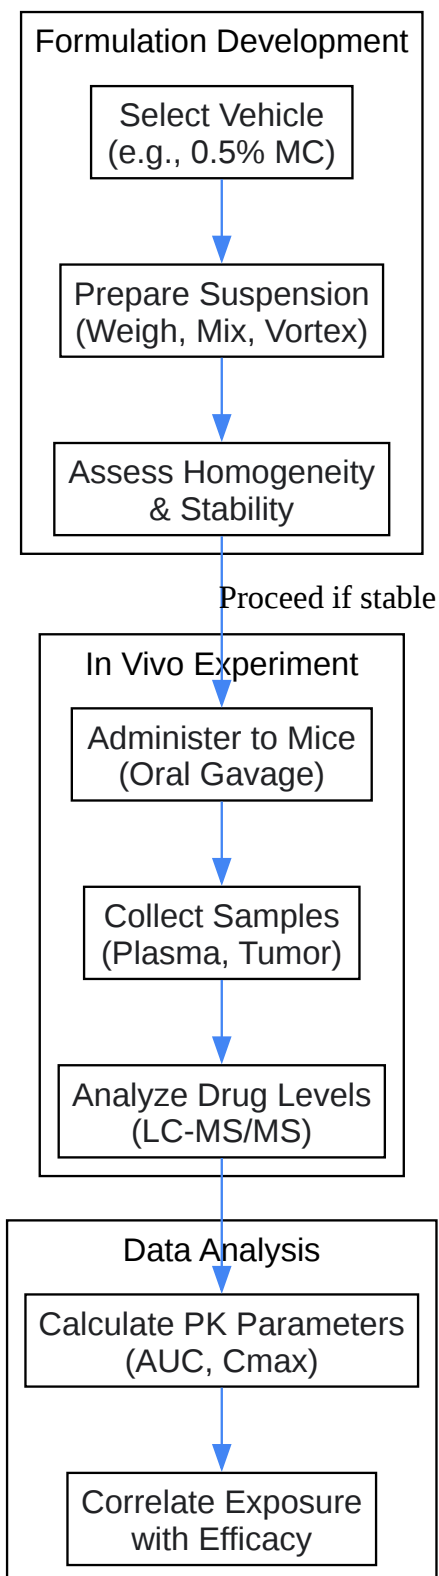 Formulation Development
Select Vehicle
(e.g., 0.5% MC)
Prepare Suspension
(Weigh, Mix, Vortex)
Assess Homogeneity
& Stability
Proceed if stable
In Vivo Experiment
Administer to Mice
(Oral Gavage)
Collect Samples
(Plasma, Tumor)
Analyze Drug Levels
(LC-MS/MS)
Data Analysis
Calculate PK Parameters
(AUC, Cmax)
Correlate Exposure
with Efficacy